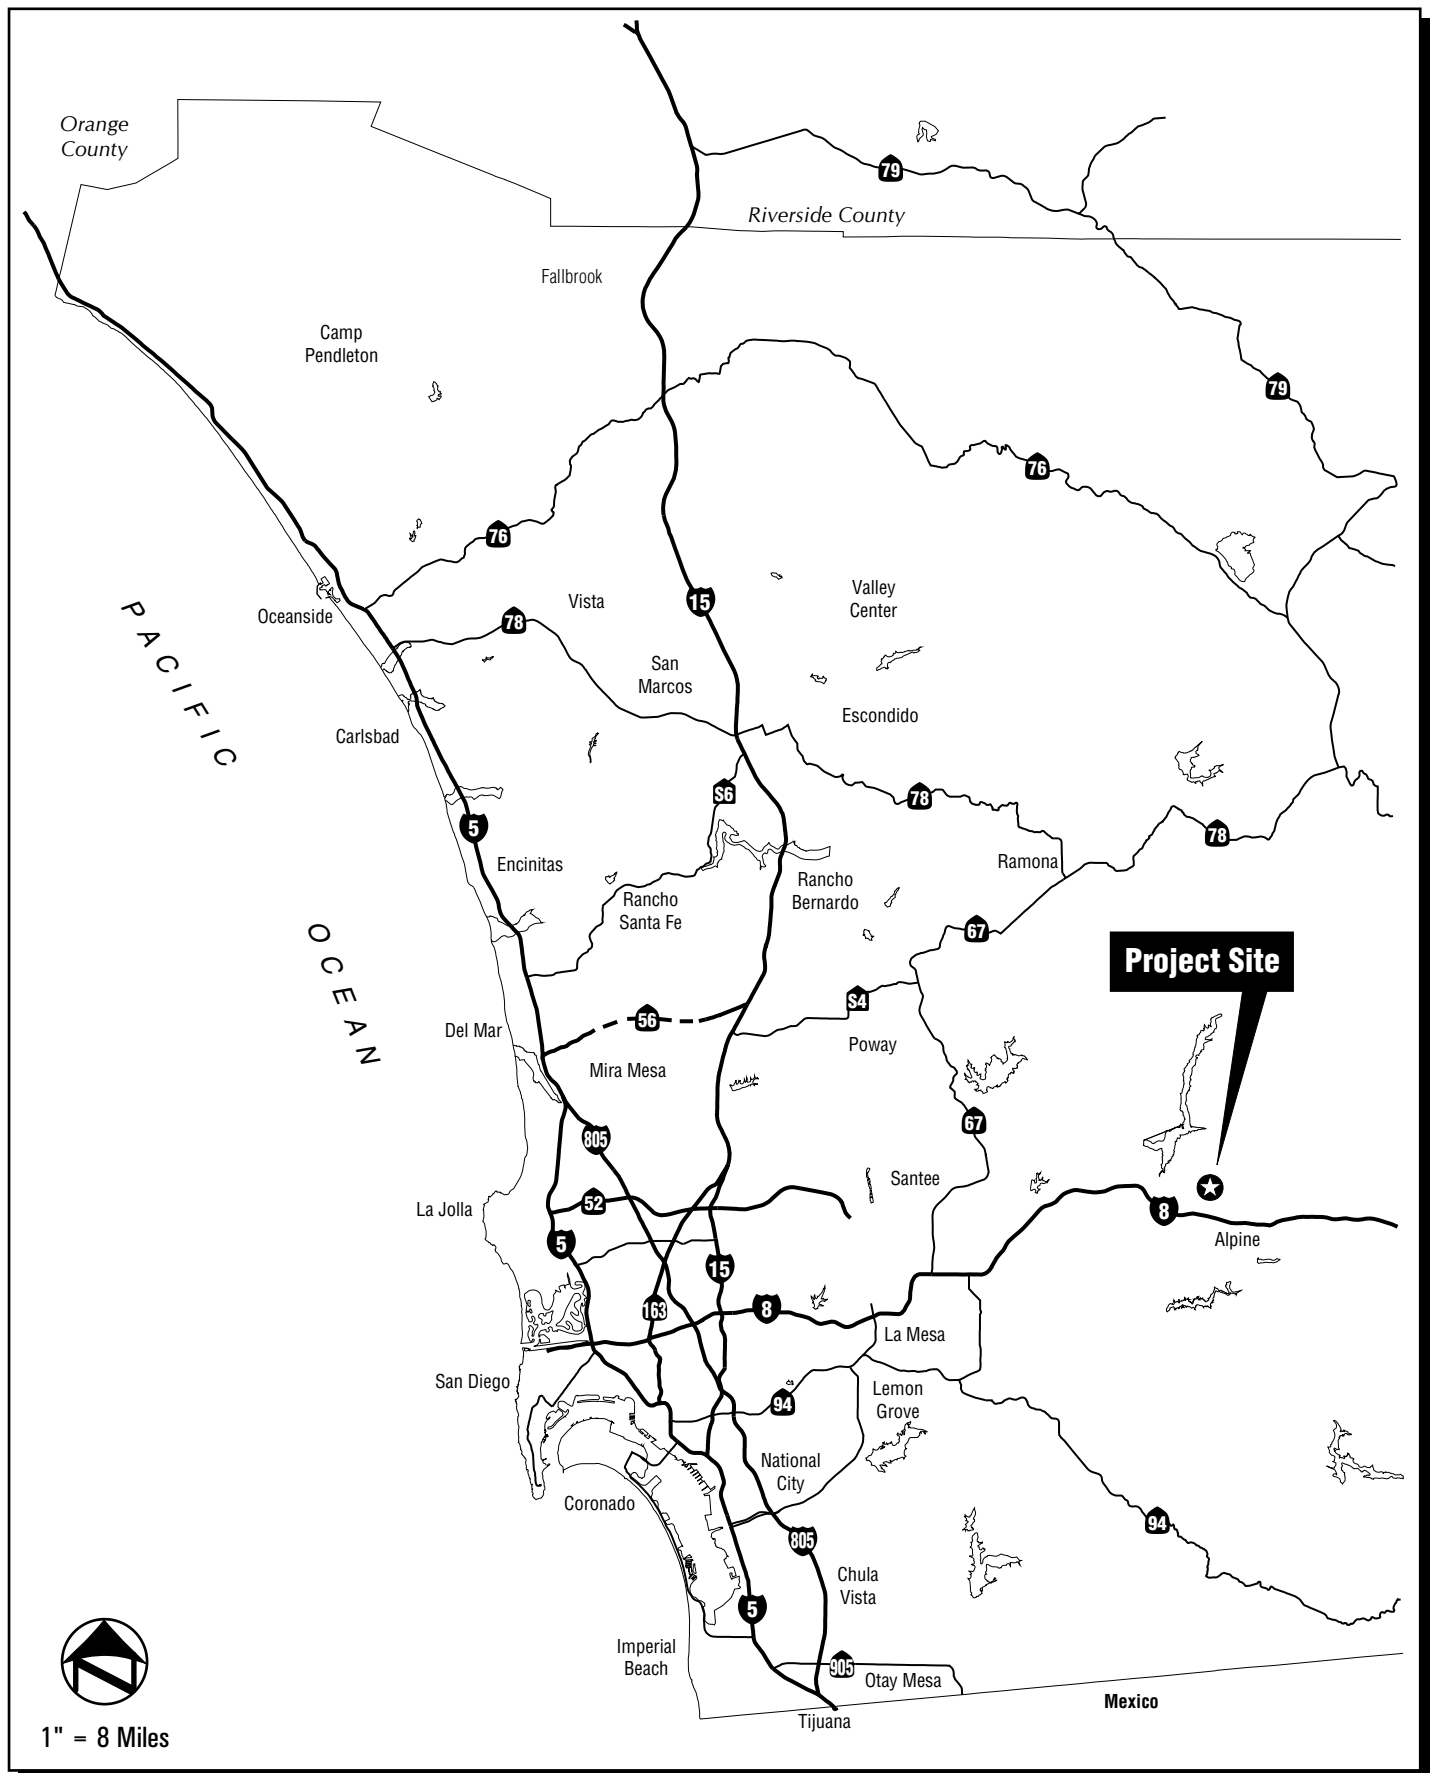 Orange
County
79
Riverside County
Fallbrook
Camp
Pendleton
79
76
76
15
Valley
Center
Vista
Oceanside
78
San
Marcos
PACIFIC
Escondido
Carlsbad
S6
78
5
78
Encinitas
Ramona
Rancho
Bernardo
Rancho
Santa Fe
67
OCEAN
Project Site
S4
56
Del Mar
Poway
Mira Mesa
67
805
Santee
52
La Jolla
8
5
Alpine
15
163
8
La Mesa
San Diego
Lemon
Grove
94
National
City
Coronado
94
805
Chula
Vista
5
Imperial
Beach
905
Otay Mesa
Mexico
Tijuana
1" = 8 Miles